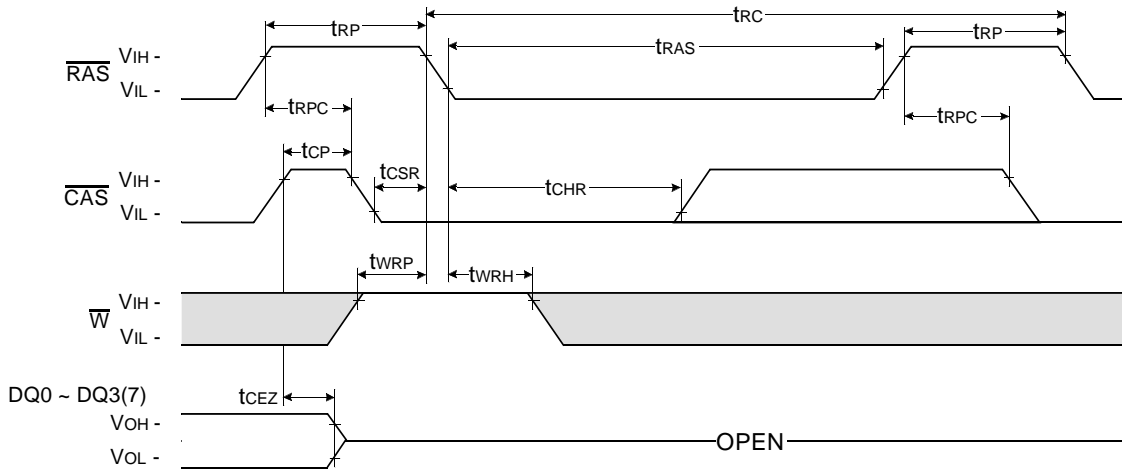 tRP
tRC
tRAS
tRP
RAS
VIH -
VIL -
tRPC
tRPC
tCP
tCSR
tCHR
CAS
VIH -
VIL -
tWRP
tWRH
W
VIH -
VIL -
DQ0 ~ DQ3(7)
tCEZ
VOH -
VOL -
OPEN